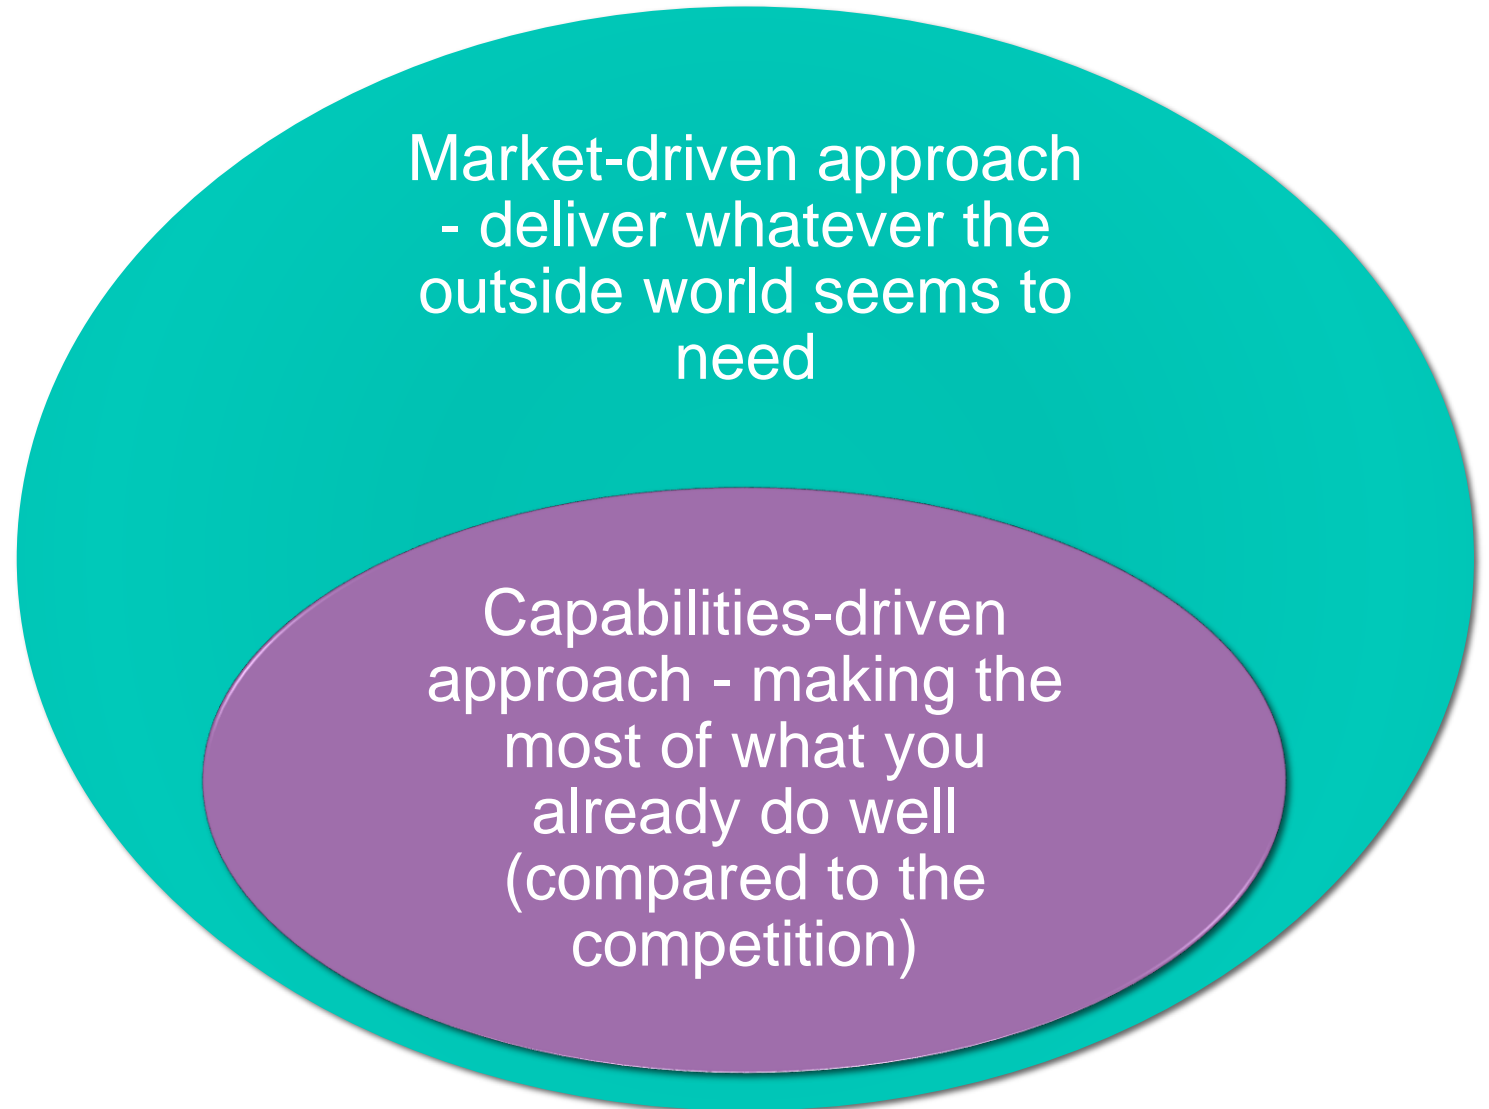 Market-driven approach
- deliver whatever the
outside world seems to
need
Capabilities-driven
approach - making the
most of what you
already do well
(compared to the
competition)